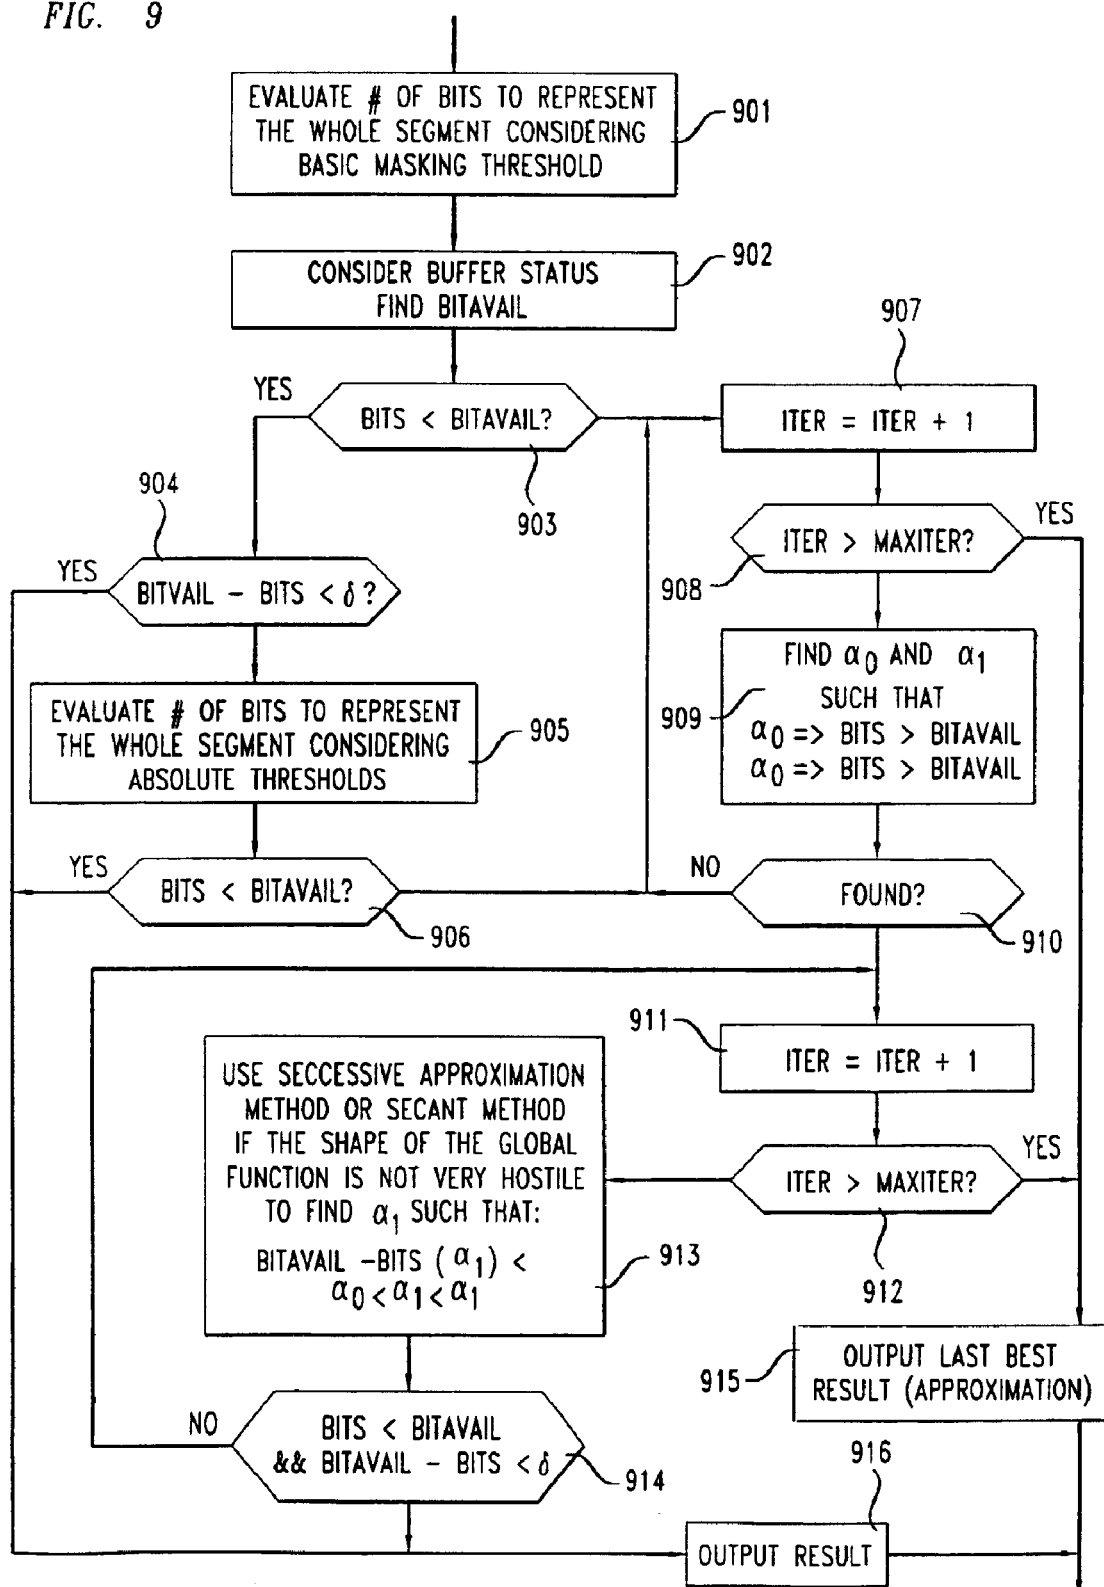 FIG. 9
EVALUATE # OF BITS TO REPRESENT
THE WHOLE SEGMENT CONSIDERING
BASIC MASKING THRESHOLD
901
CONSIDER BUFFER STATUS
FIND BITAVAIL
902
907
YES
BITS < BITAVAIL?
903
ITER = ITER + 1
904
YES
BITVAIL - BITS < δ ?
ITER > MAXITER?
YES
908
EVALUATE # OF BITS TO REPRESENT
THE WHOLE SEGMENT CONSIDERING
ABSOLUTE THRESHOLDS
905
FIND α0 AND α1
SUCH THAT
α0 => BITS > BITAVAIL
α0 => BITS > BITAVAIL
909
YES
BITS < BITAVAIL?
906
NO
FOUND?
910
911
ITER = ITER + 1
USE SECCESSIVE APPROXIMATION
METHOD OR SECANT METHOD
IF THE SHAPE OF THE GLOBAL
FUNCTION IS NOT VERY HOSTILE
TO FIND α1 SUCH THAT:
BITAVAIL -BITS (α1) <
α0<α1<α1
913
ITER > MAXITER?
YES
912
915
OUTPUT LAST BEST
RESULT (APPROXIMATION)
NO
BITS < BITAVAIL
&& BITAVAIL - BITS < δ
914
916
OUTPUT RESULT